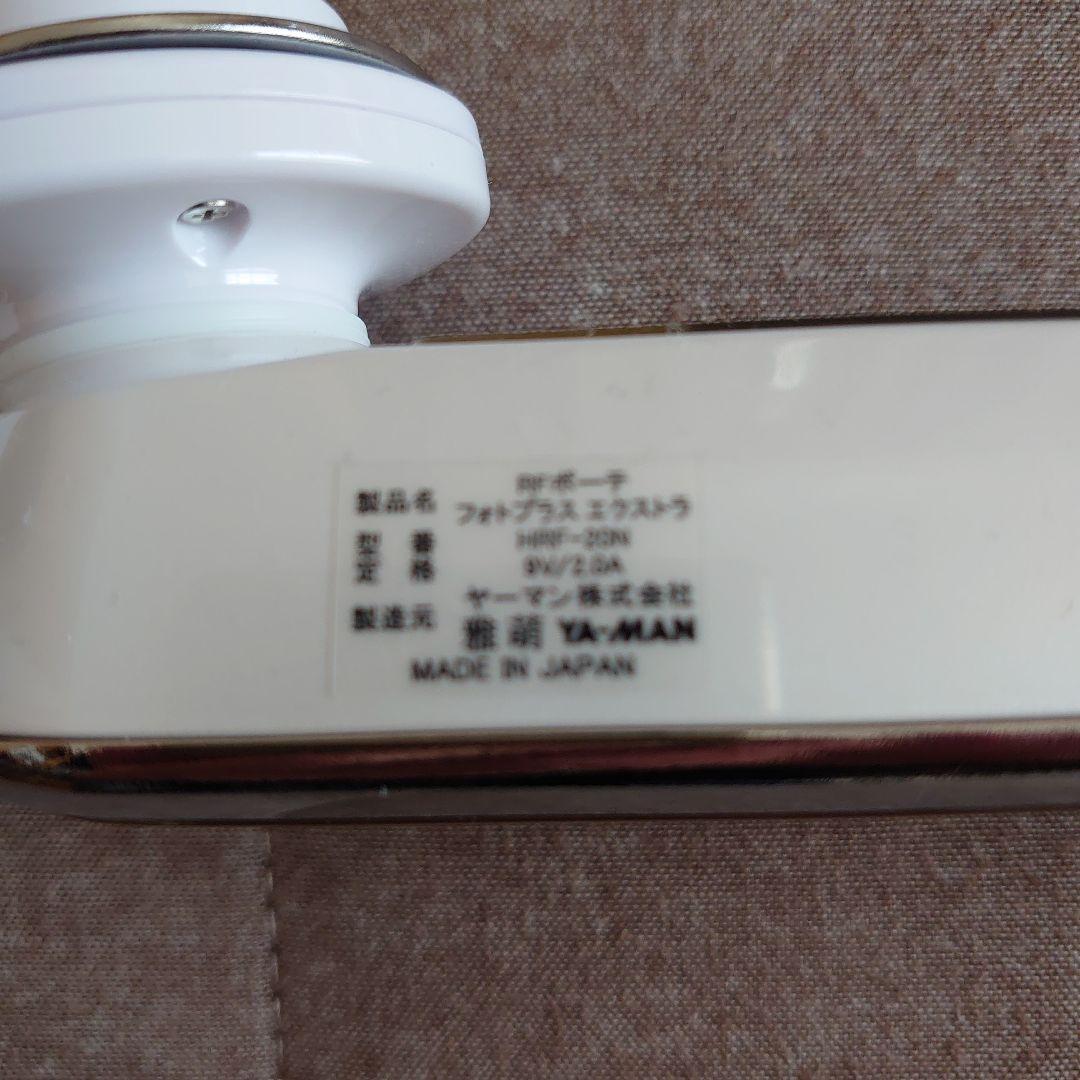 製品名 RFボーテ
フォトプラス エクストラ
型番 HRF-20N
定格 9V/2.0A
製造元 ヤーマン株式会社
雅萌 YA-MAN
MADE IN JAPAN